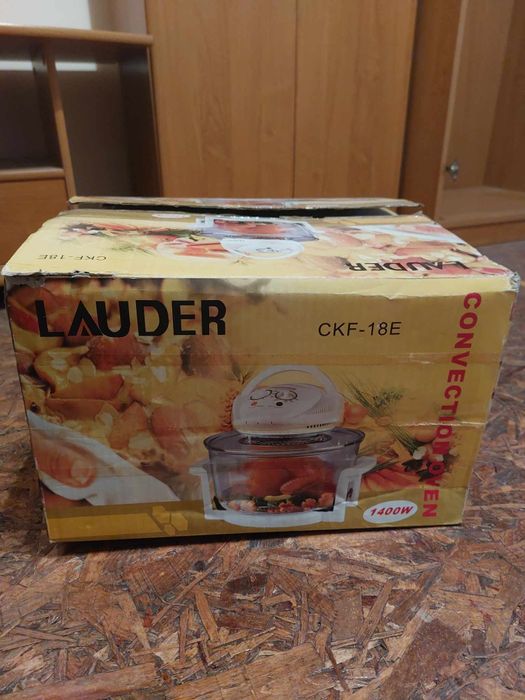 CKF-18E
LAUDER
LAUDER
CKF-18E
CONVECTION OVEN
1400W